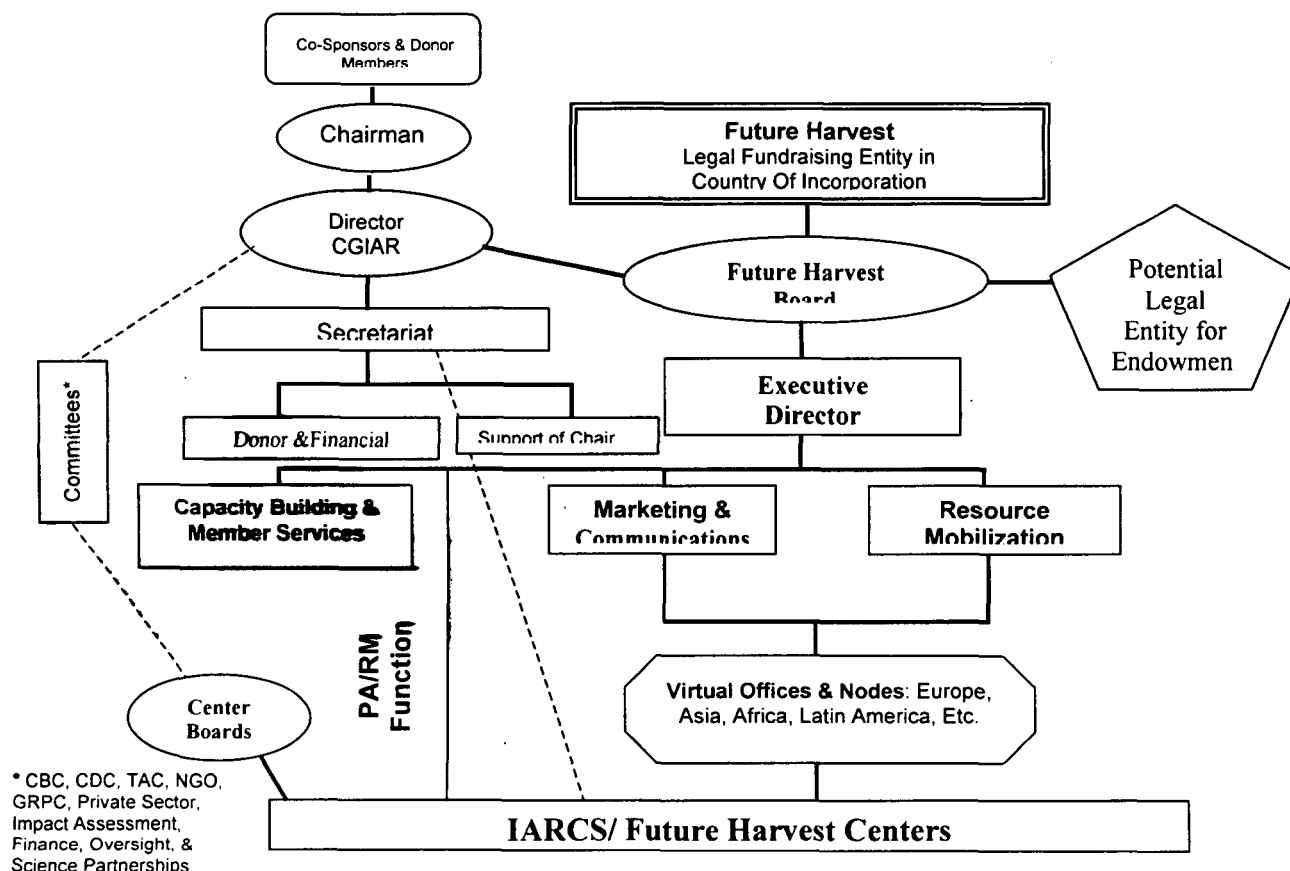 Co-Sponsors & Donor
Members
Chairman
Future Harvest
Legal Fundraising Entity in
Country Of Incorporation
Director
CGIAR
Future Harvest
Board
Potential
Legal
Entity for
Endowmen
Secretariat
Executive
Director
Committees*
Donor & Financial
Support of Chair
Capacity Building &
Member Services
Marketing &
Communications
Resource
Mobilization
PA/RM
Function
Virtual Offices & Nodes: Europe,
Asia, Africa, Latin America, Etc.
Center
Boards
* CBC, CDC, TAC, NGO,
GRPC, Private Sector,
Impact Assessment,
Finance, Oversight, &
Science Partnerships
IARCS/ Future Harvest Centers